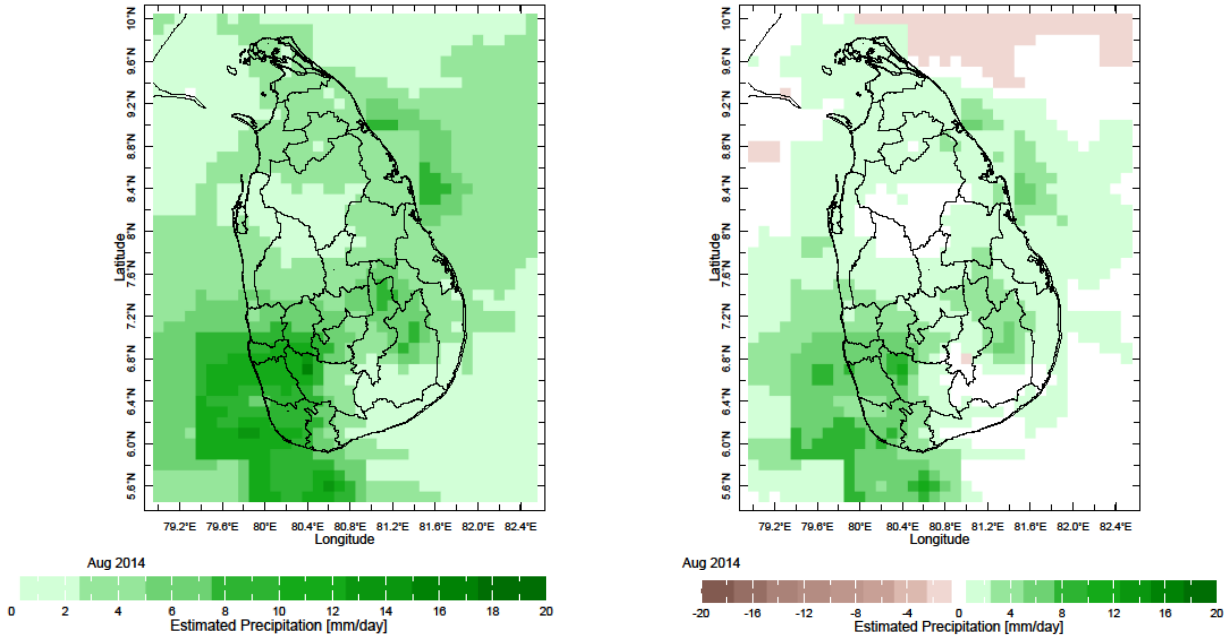 10°N
9.6°N
9.2°N
8.8°N
8.4°N
8°N
7.6°N
7.2°N
6.8°N
6.4°N
6.0°N
5.6°N
Latitude
79.2°E 79.6°E 80°E 80.4°E 80.8°E 81.2°E 81.6°E 82.0°E 82.4°E
Longitude
Aug 2014
0 2 4 6 8 10 12 14 16 18 20
Estimated Precipitation [mm/day]
10°N
9.6°N
9.2°N
8.8°N
8.4°N
8°N
7.6°N
7.2°N
6.8°N
6.4°N
6.0°N
5.6°N
Latitude
79.2°E 79.6°E 80°E 80.4°E 80.8°E 81.2°E 81.6°E 82.0°E 82.4°E
Longitude
Aug 2014
-20 -16 -12 -8 -4 0 4 8 12 16 20
Estimated Precipitation [mm/day]